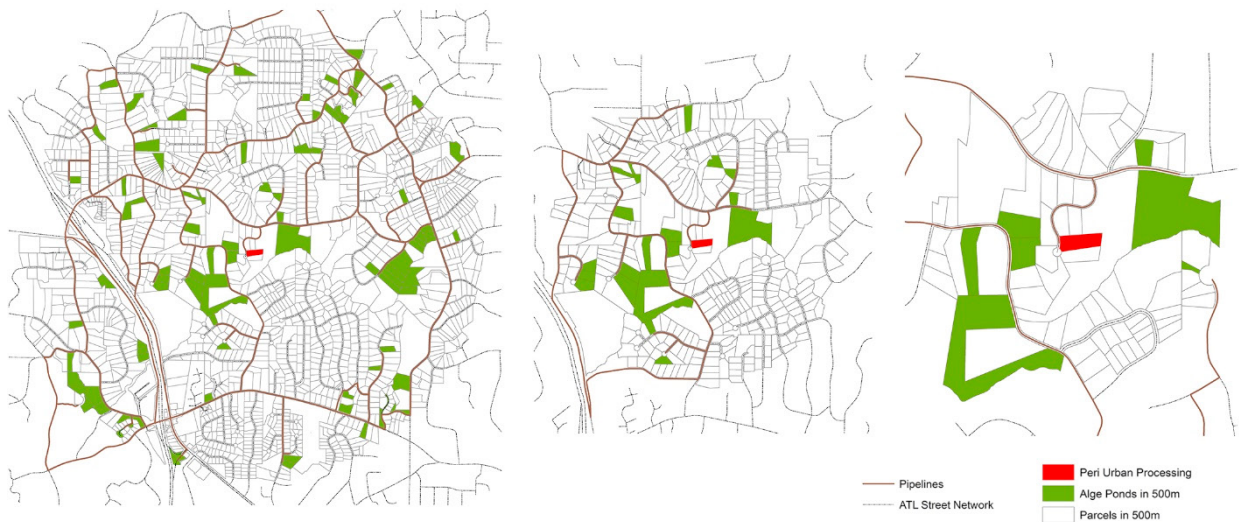 Pipelines
ATL Street Network
Peri Urban Processing
Alge Ponds in 500m
Parcels in 500m